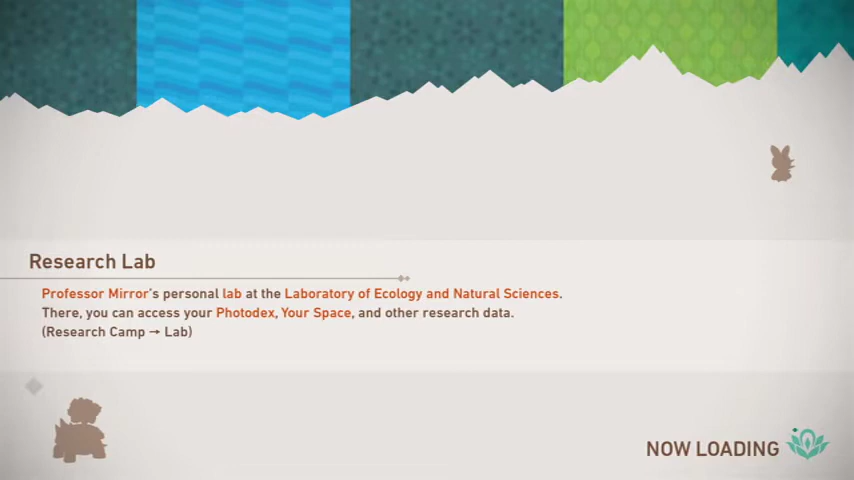 Research Lab
Professor Mirror's personal lab at the Laboratory of Ecology and Natural Sciences.
There, you can access your Photodex, Your Space, and other research data.
(Research Camp → Lab)
NOW LOADING